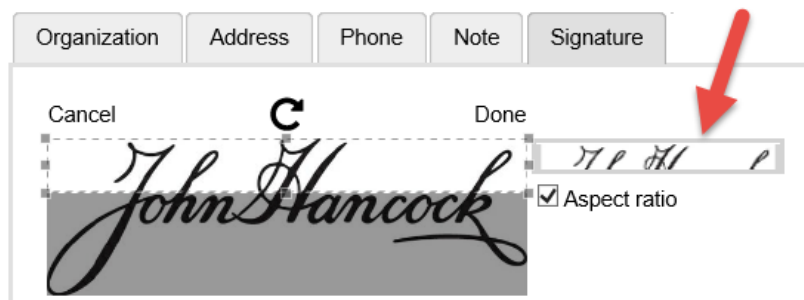 Organization Address Phone Note Signature
Cancel Done
John Hancock
Aspect ratio